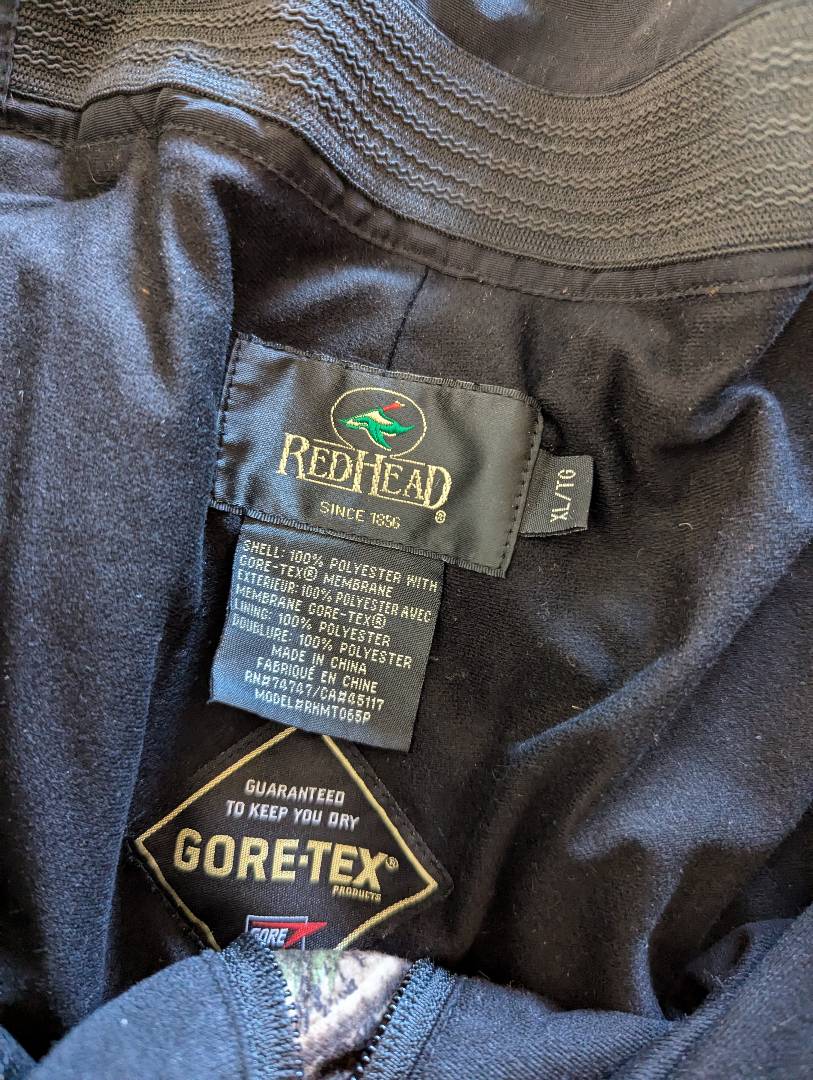 REDHEAD®
SINCE 1856
XL/TG
SHELL: 100% POLYESTER WITH
GORE-TEX® MEMBRANE
EXTERIEUR: 100% POLYESTER AVEC
MEMBRANE GORE-TEX®
LINING: 100% POLYESTER
DOUBLURE: 100% POLYESTER
MADE IN CHINA
FABRIQUÉ EN CHINE
RN#74747/CA#45117
MODEL#RHMT065P
GUARANTEED
TO KEEP YOU DRY
GORE-TEX®
PRODUCTS
GORE